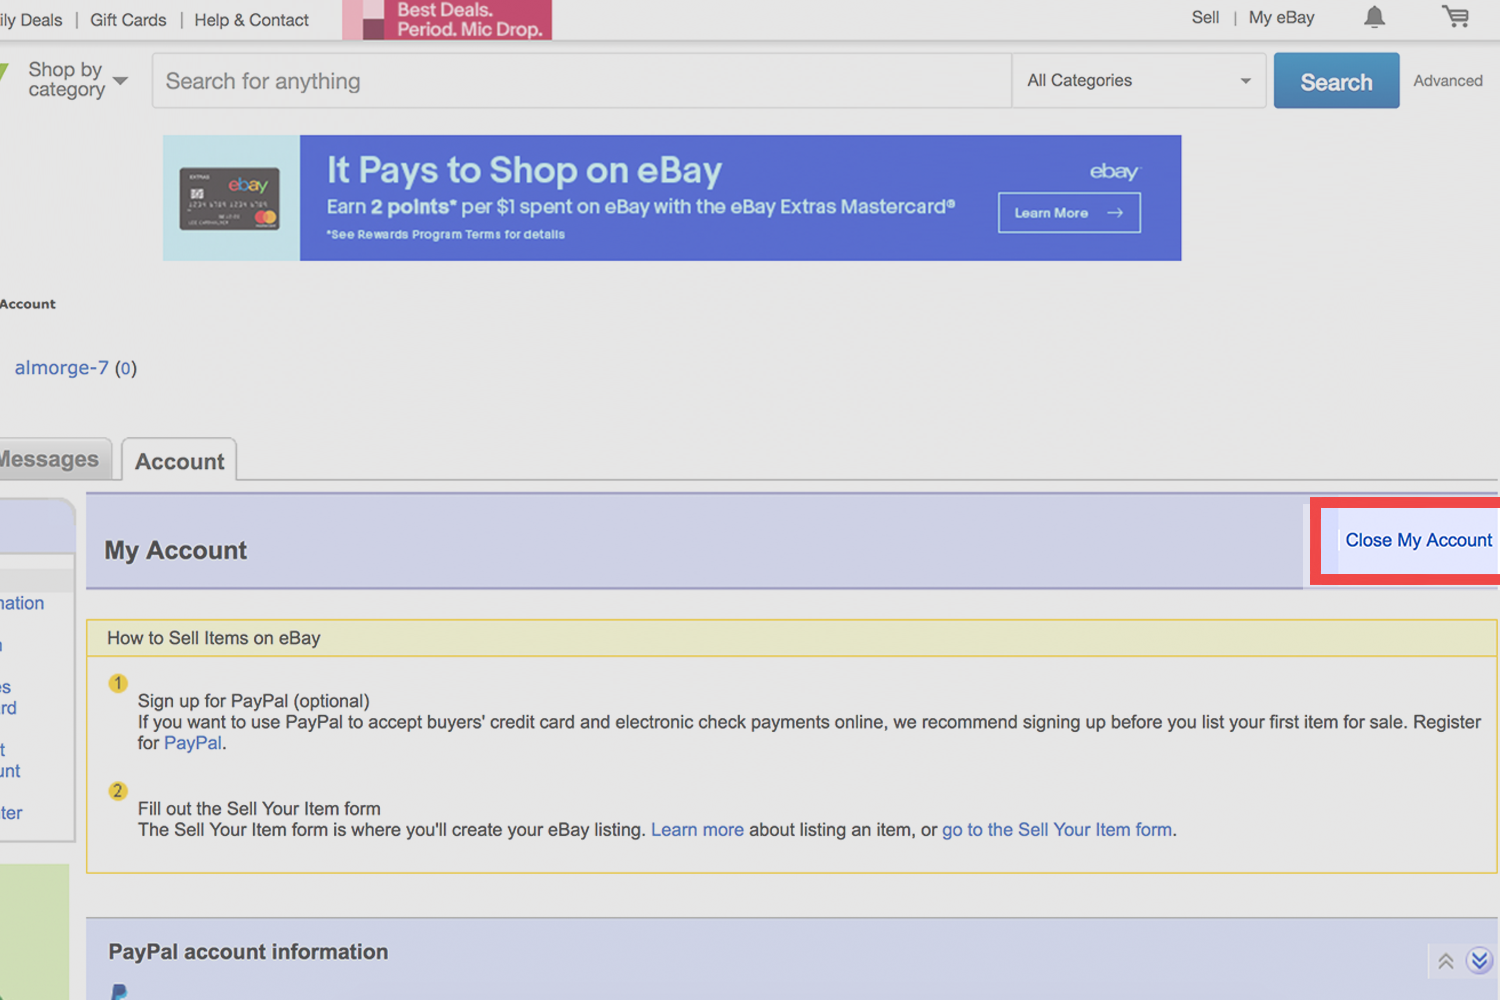 ily Deals | Gift Cards | Help & Contact
Best Deals.
Period. Mic Drop.
Sell | My eBay
Shop by
category
Search for anything
All Categories
Search
Advanced
ebay
It Pays to Shop on eBay
Earn 2 points* per $1 spent on eBay with the eBay Extras Mastercard®
*See Rewards Program Terms for details
ebay
Learn More →
Account
almorge-7 (0)
Messages
Account
My Account
Close My Account
nation
s
rd
t
unt
ter
How to Sell Items on eBay
1
Sign up for PayPal (optional)
If you want to use PayPal to accept buyers' credit card and electronic check payments online, we recommend signing up before you list your first item for sale. Register
for PayPal.
2
Fill out the Sell Your Item form
The Sell Your Item form is where you'll create your eBay listing. Learn more about listing an item, or go to the Sell Your Item form.
PayPal account information